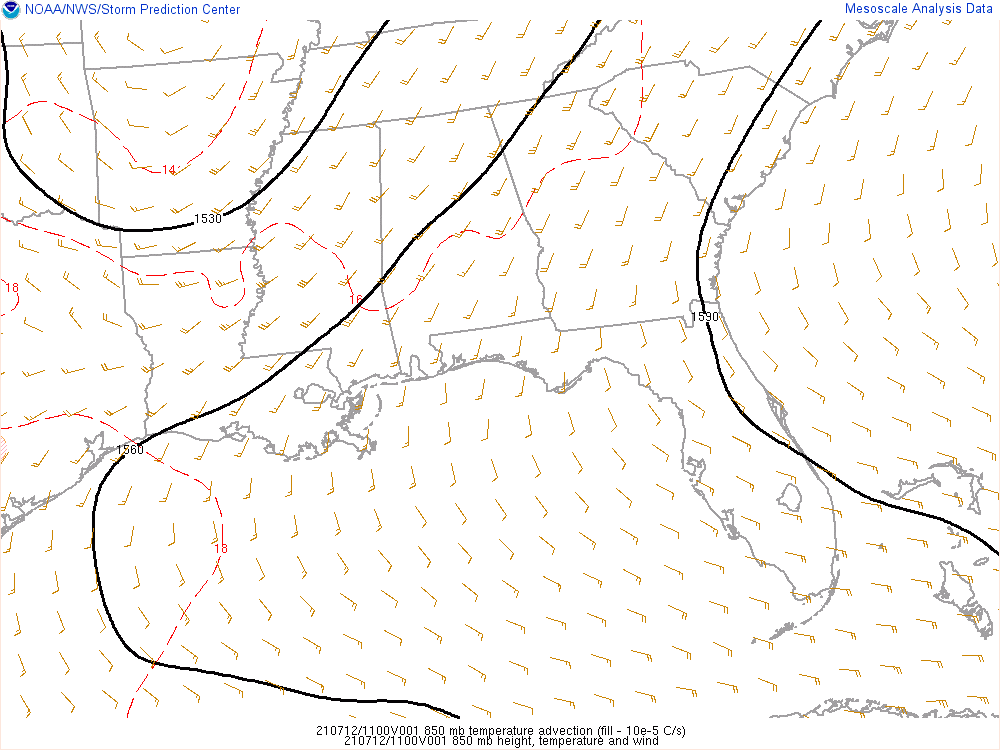 NOAA/NWS/Storm Prediction Center
Mesoscale Analysis Data
14
1530
18
16
1590
1560
18
210712/1100V001 850 mb temperature advection (fill - 10e-5 C/s)
210712/1100V001 850 mb height, temperature and wind